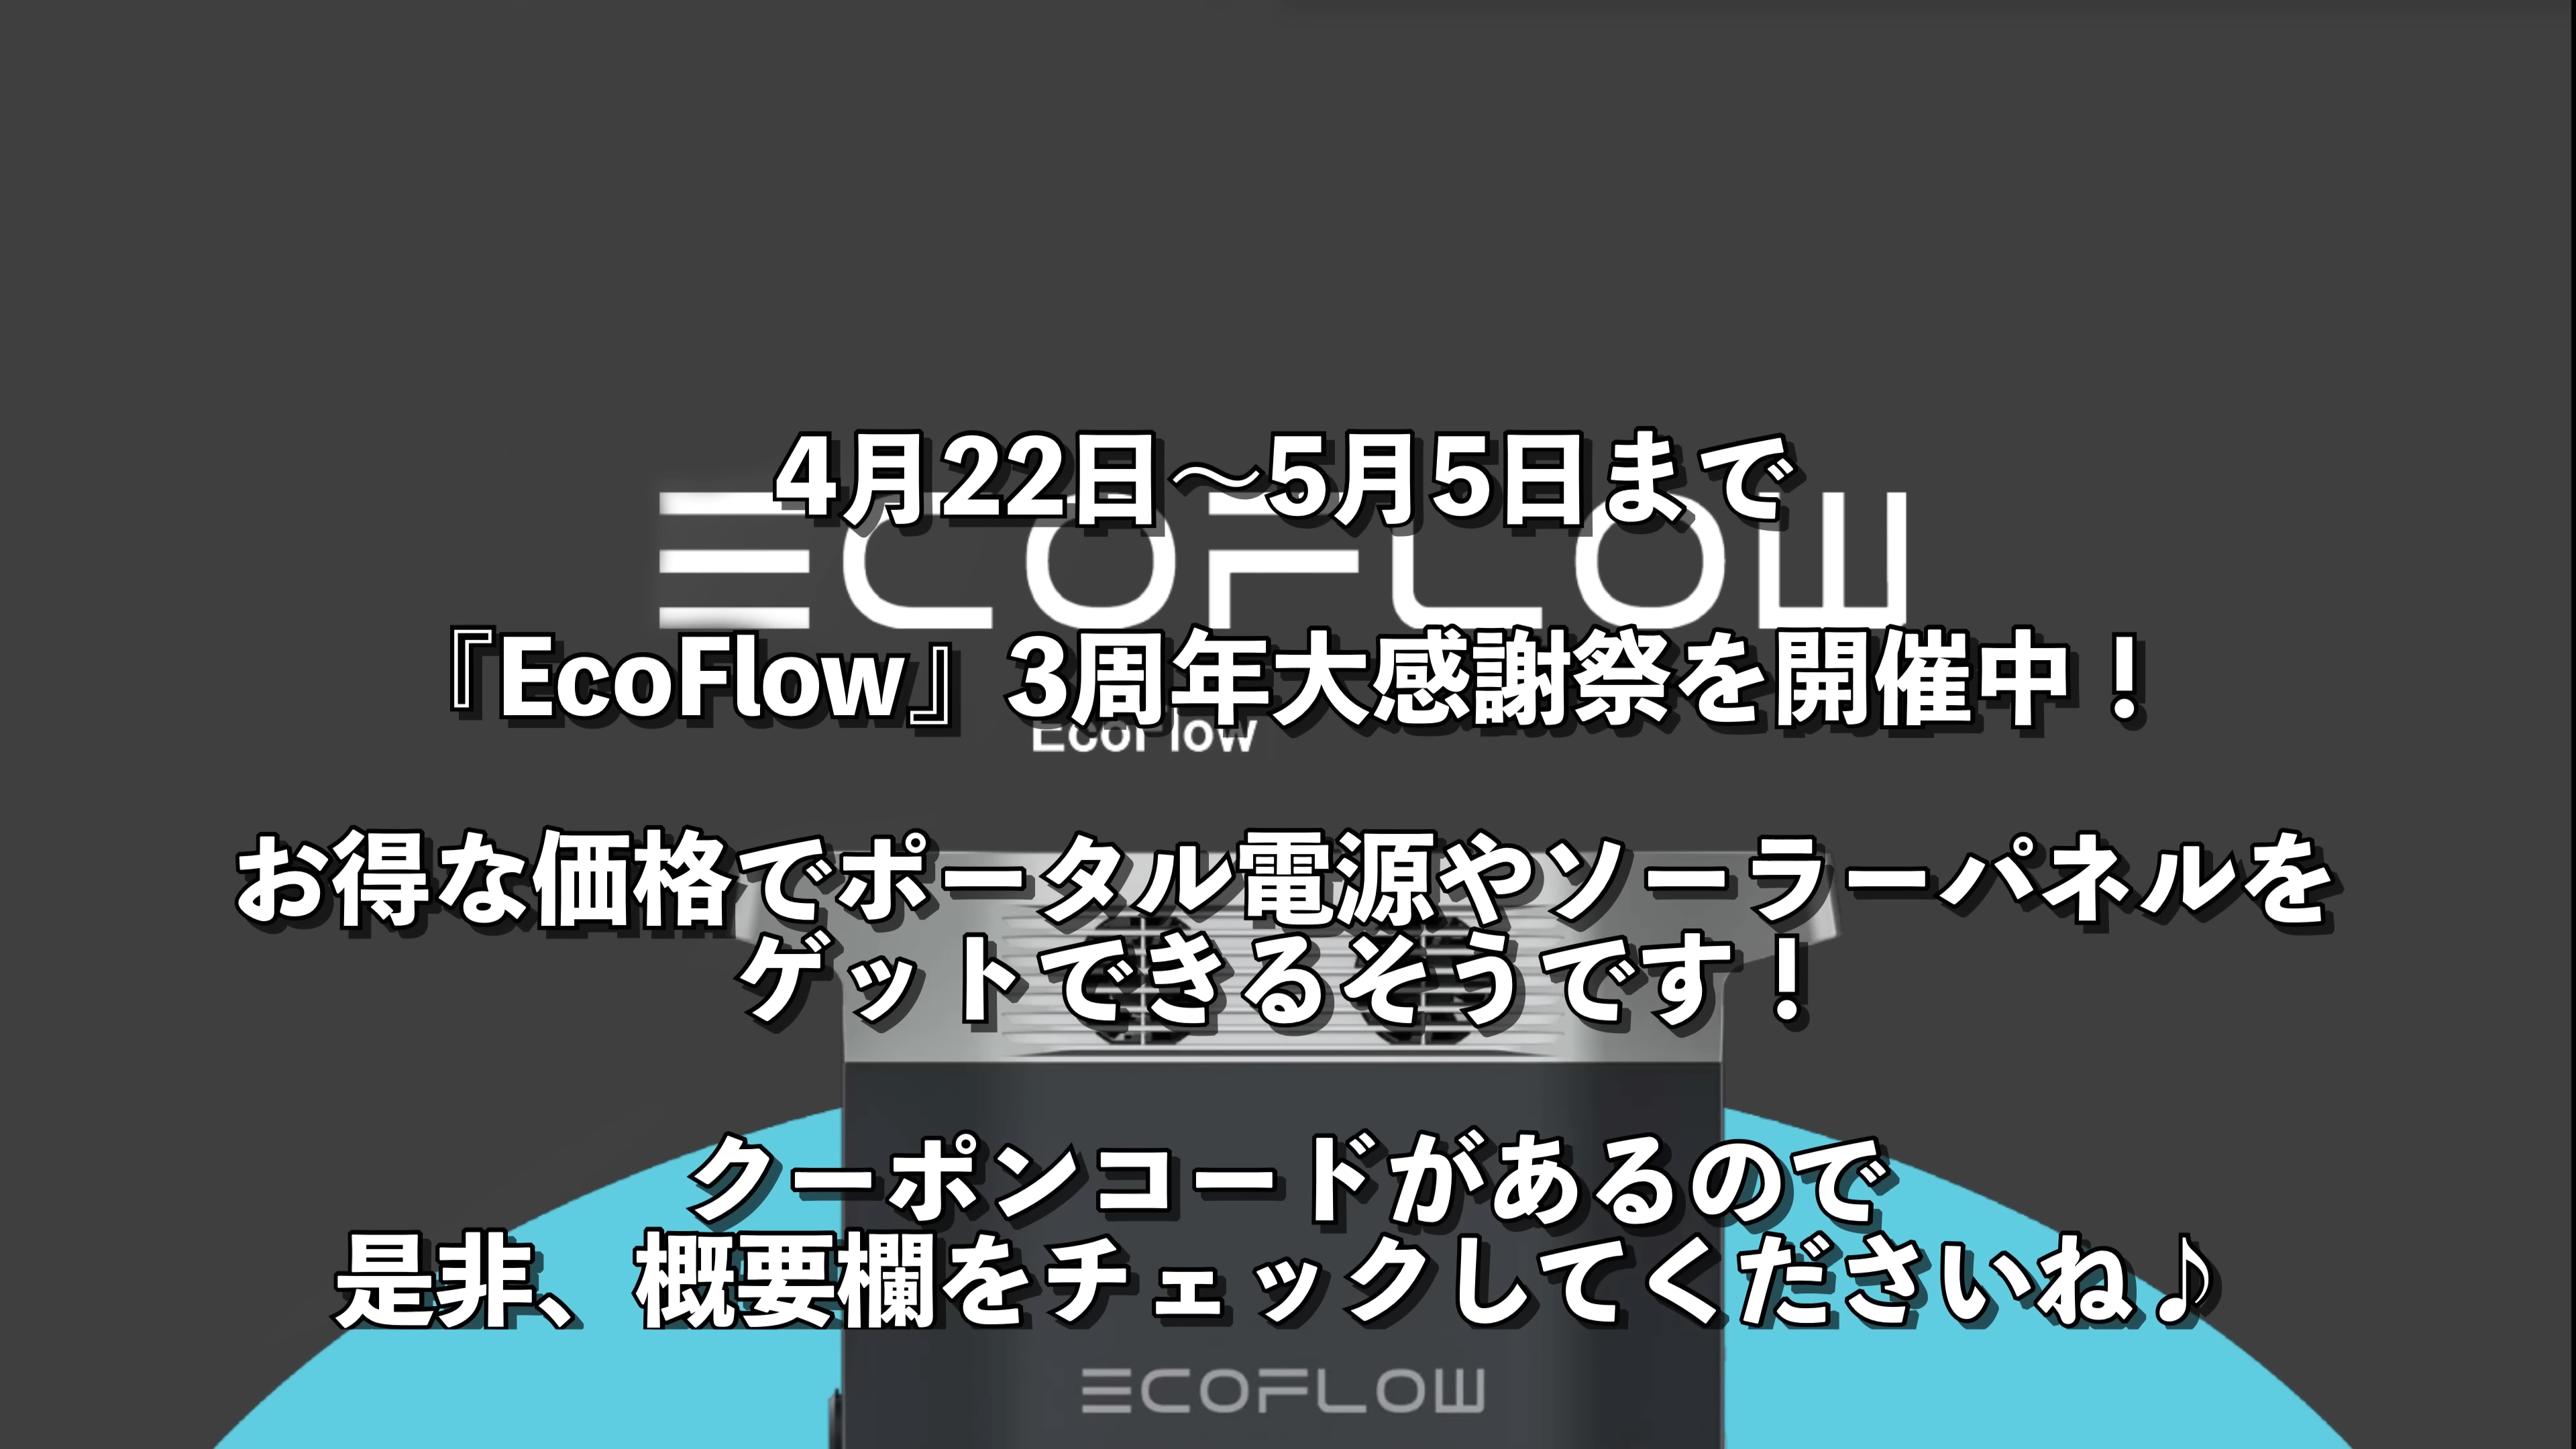 4月22日～5月5日まで
ECOFLOW
『EcoFlow』3周年大感謝祭を開催中！
EcoFlow
お得な価格でポータル電源やソーラーパネルを
ゲットできるそうです！
クーポンコードがあるので
是非、概要欄をチェックしてくださいね♪
ECOFLOW